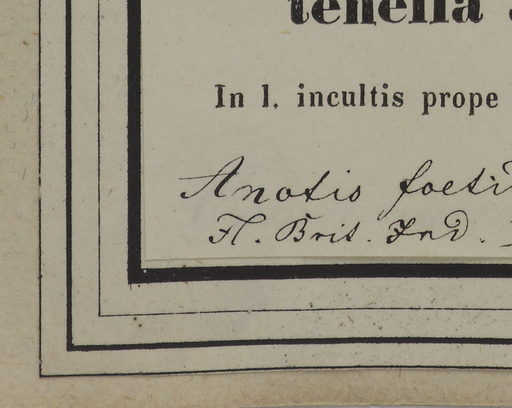 tenella
In l. incultis prope
Anotis foeti
Fl. Brit. Ind.